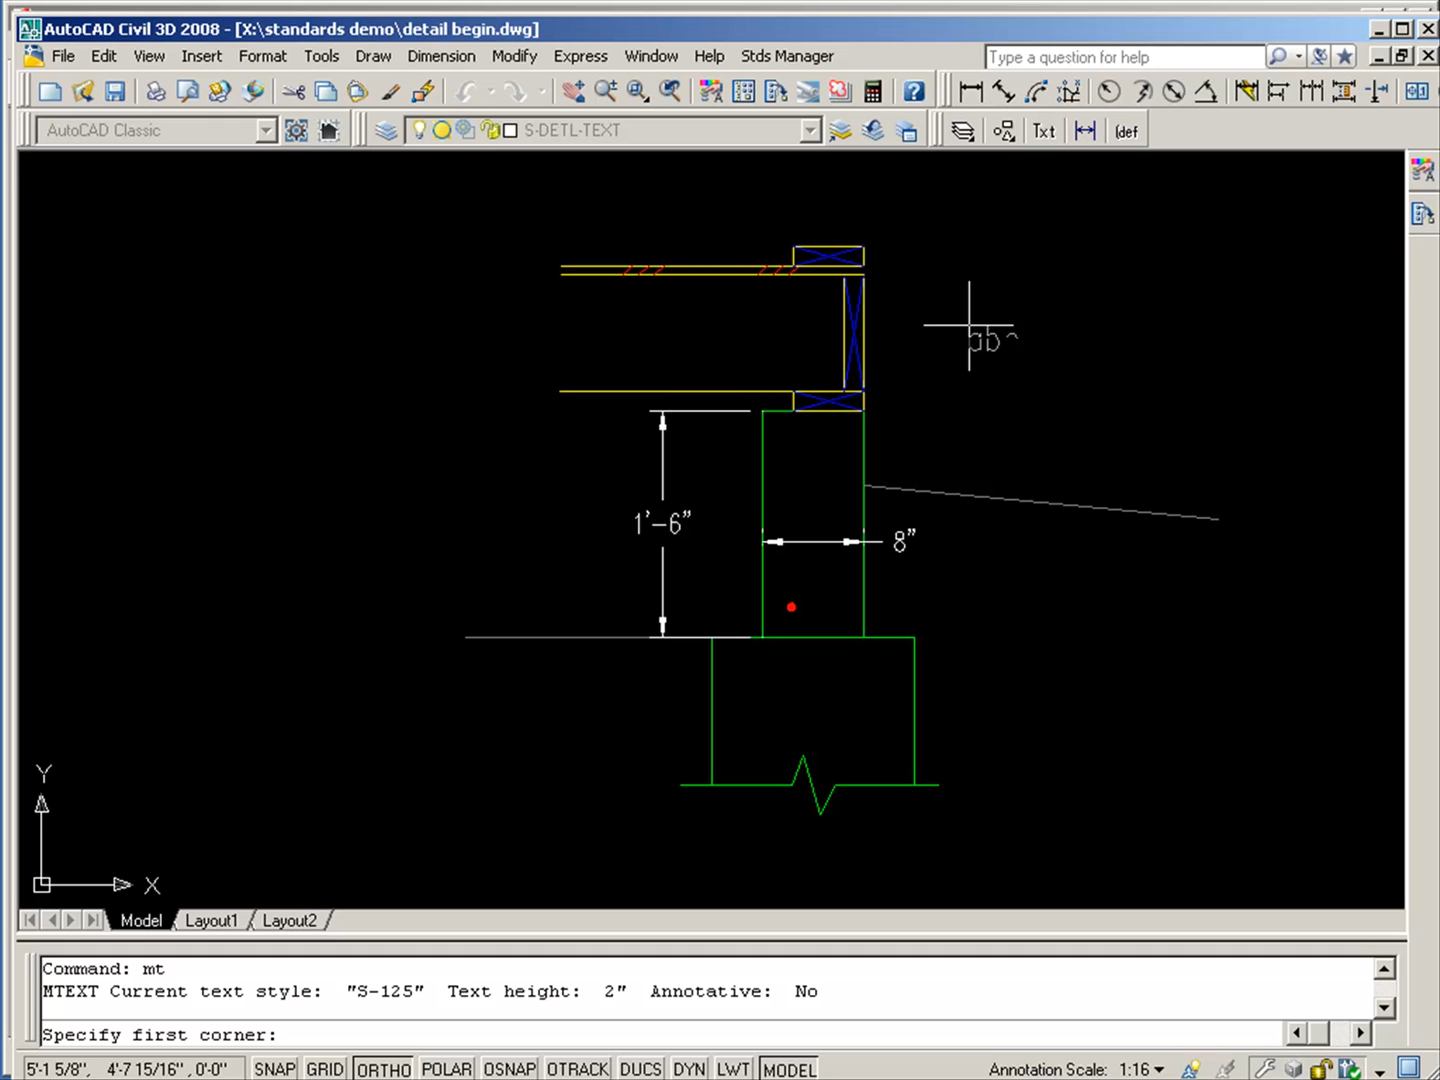 AutoCAD Civil 3D 2008 - [X:\standards demo\detail begin.dwg]
File Edit View Insert Format Tools Draw Dimension Modify Express Window Help Stds Manager
Type a question for help
AutoCAD Classic
S-DETL-TEXT
Txt
(def
1'-6"
8"
Y
X
Model Layout1 Layout2
Command: mt
MTEXT Current text style: "S-125" Text height: 2" Annotative: No
Specify first corner:
5'-1 5/8", 4'-7 15/16", 0'-0" SNAP GRID ORTHO POLAR OSNAP OTRACK DUCS DYN LWT MODEL Annotation Scale: 1:16